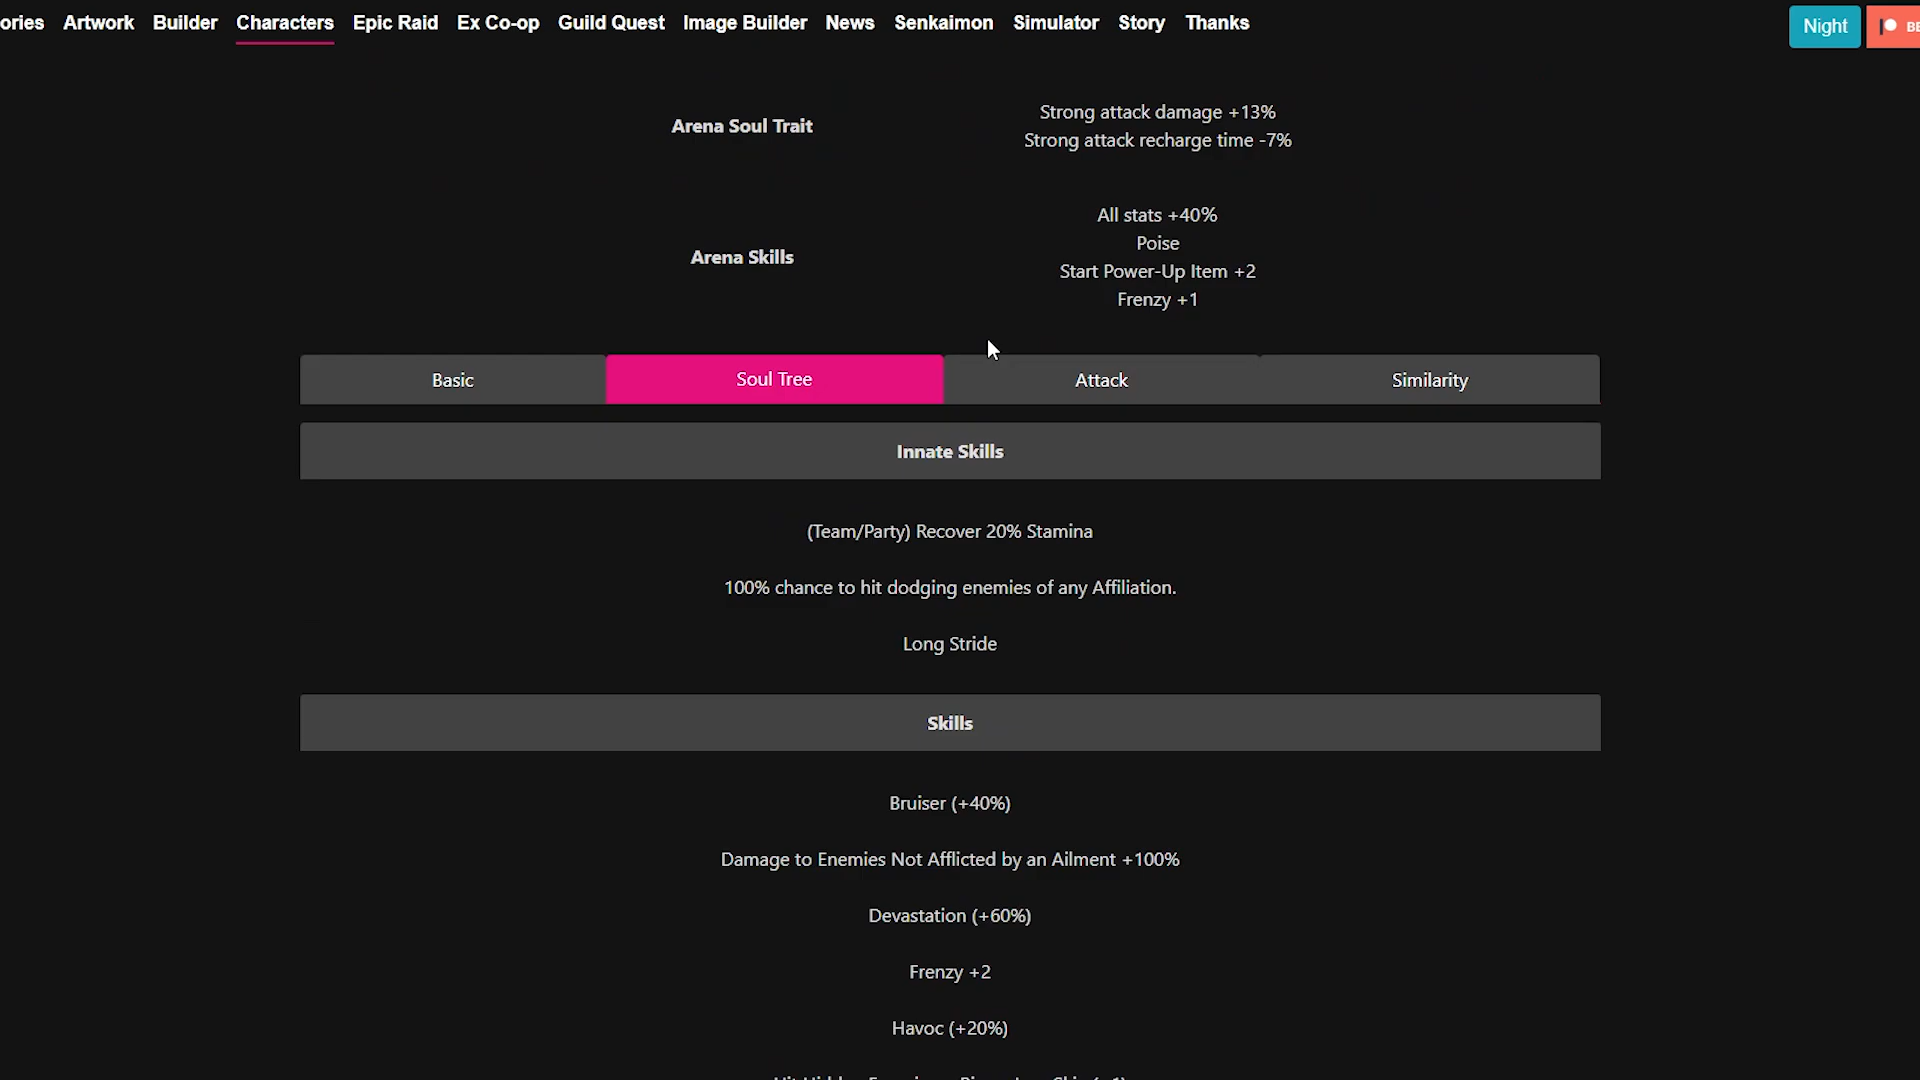 ories Artwork Builder Characters Epic Raid Ex Co-op Guild Quest Image Builder News Senkaimon Simulator Story Thanks Night BE
Arena Soul Trait
Strong attack damage +13%
Strong attack recharge time -7%
Arena Skills
All stats +40%
Poise
Start Power-Up Item +2
Frenzy +1
Basic Soul Tree Attack Similarity
Innate Skills
(Team/Party) Recover 20% Stamina
100% chance to hit dodging enemies of any Affiliation.
Long Stride
Skills
Bruiser (+40%)
Damage to Enemies Not Afflicted by an Ailment +100%
Devastation (+60%)
Frenzy +2
Havoc (+20%)